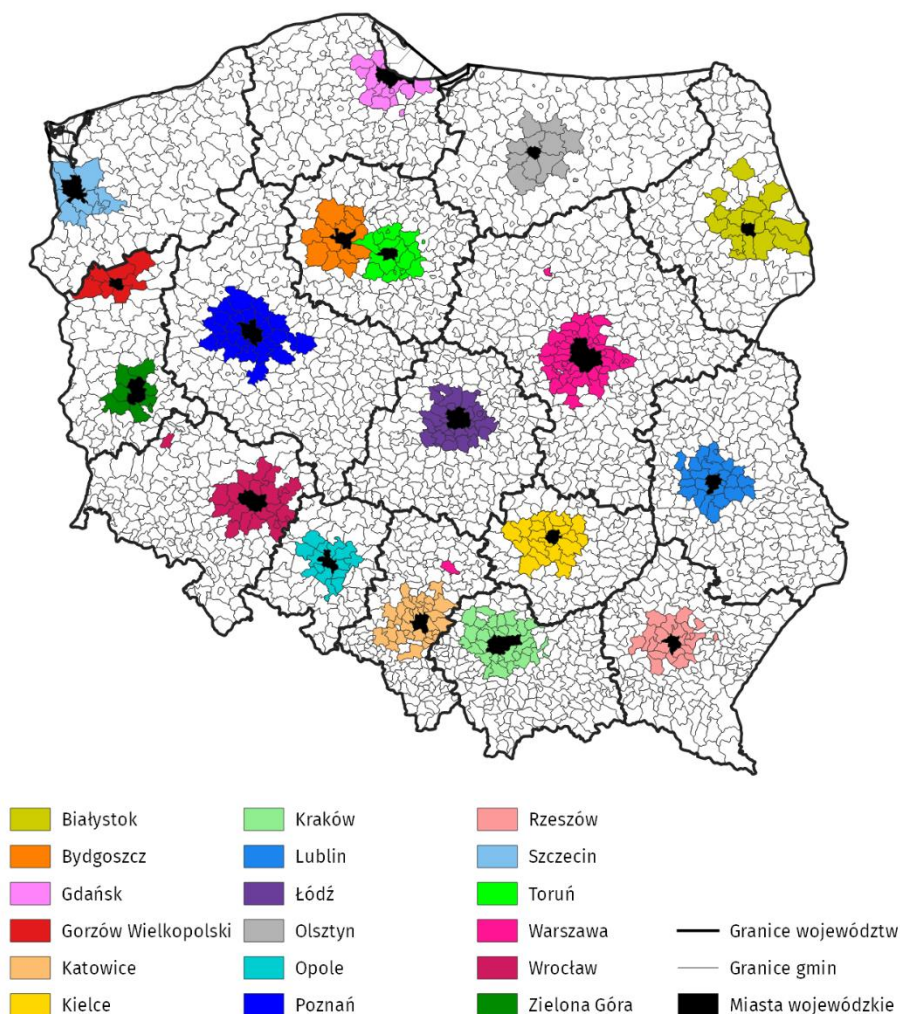 Białystok
Bydgoszcz
Gdańsk
Gorzów Wielkopolski
Katowice
Kielce
Kraków
Lublin
Łódź
Olsztyn
Opole
Poznań
Rzeszów
Szczecin
Toruń
Warszawa
Wrocław
Zielona Góra
Granice województw
Granice gmin
Miasta wojewódzkie